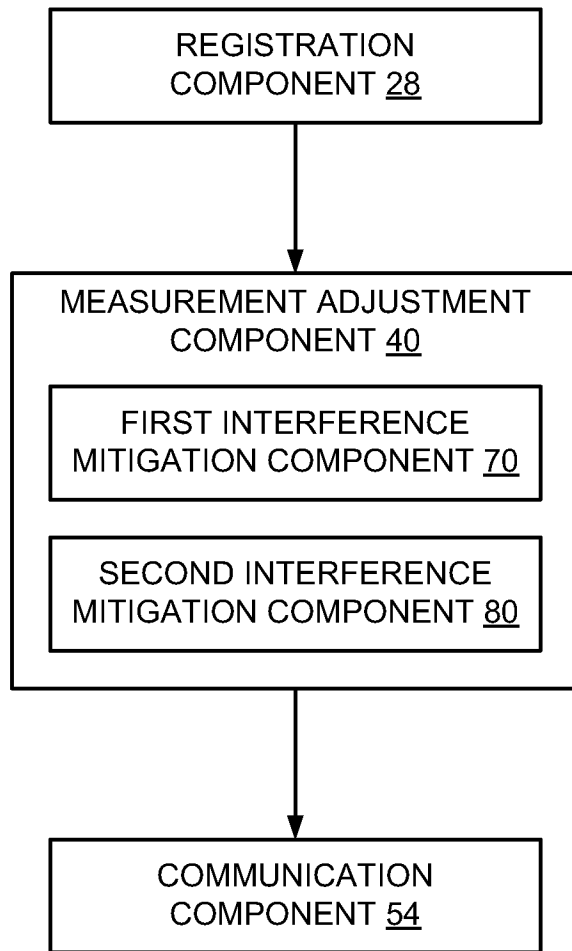 REGISTRATION
COMPONENT 28
MEASUREMENT ADJUSTMENT
COMPONENT 40
FIRST INTERFERENCE
MITIGATION COMPONENT 70
SECOND INTERFERENCE
MITIGATION COMPONENT 80
COMMUNICATION
COMPONENT 54